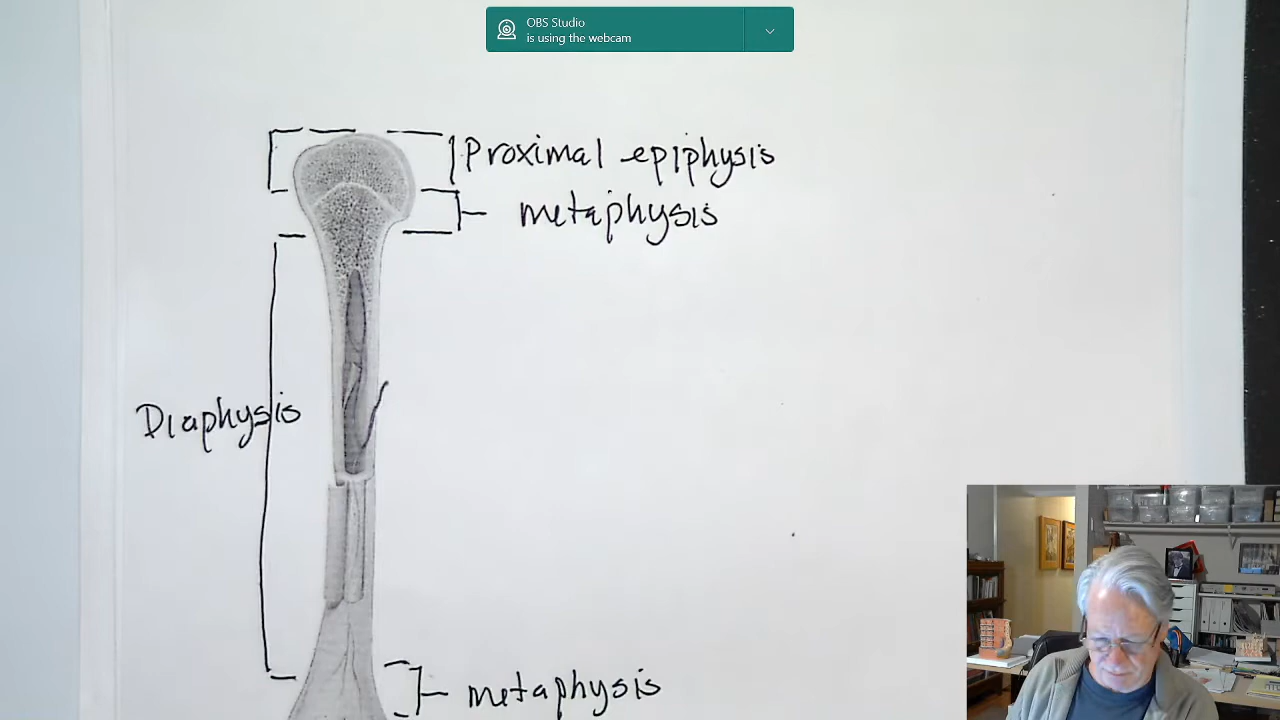 OBS Studio
is using the webcam
Proximal epiphysis
metaphysis
Diaphysis
metaphysis